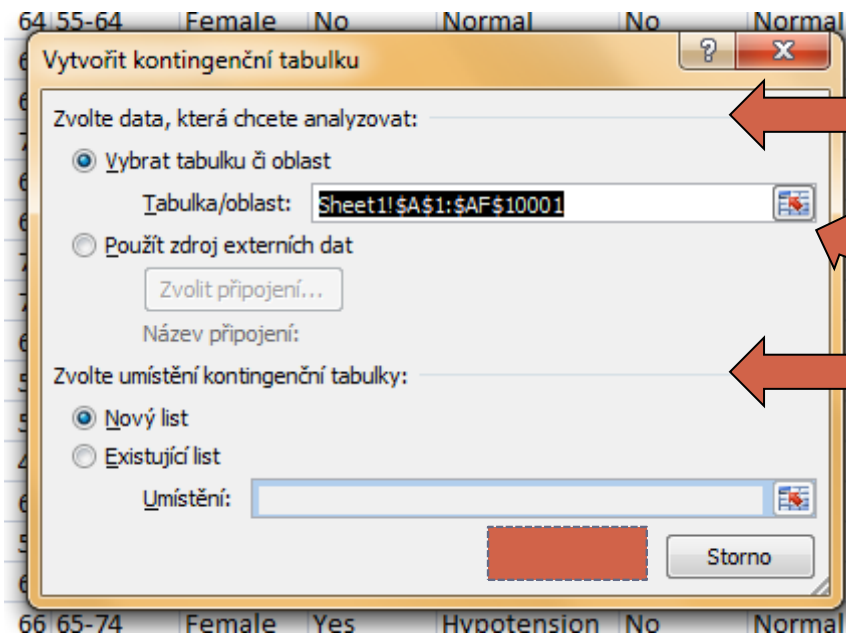 64 55-64 Female No Normal No Normal
Vytvořit kontingenční tabulku
Zvolte data, která chcete analyzovat:
Vybrat tabulku či oblast
Tabulka/oblast: Sheet1!$A$1:$AF$10001
Použít zdroj externích dat
Zvolit připojení...
Název připojení:
Zvolte umístění kontingenční tabulky:
Nový list
Existující list
Umístění:
Storno
66 65-74 Female Yes Hypotension No Normal